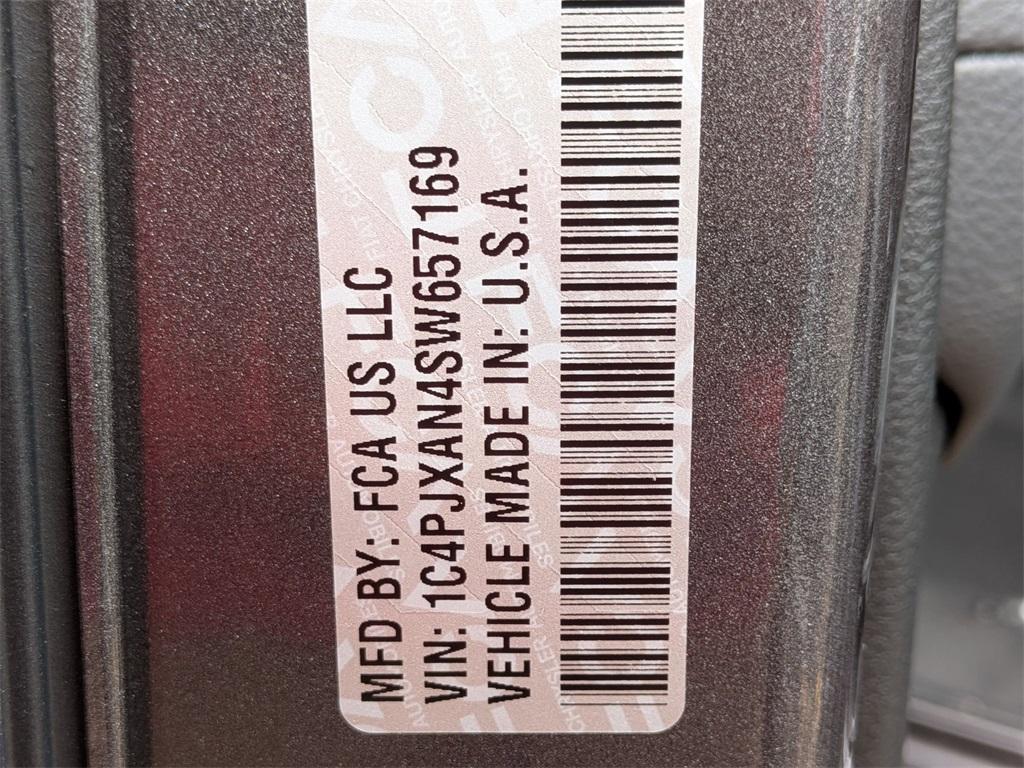 MFD BY: FCA US LLC
VIN: 1C4PJXAN4SW657169
VEHICLE MADE IN: U.S.A.